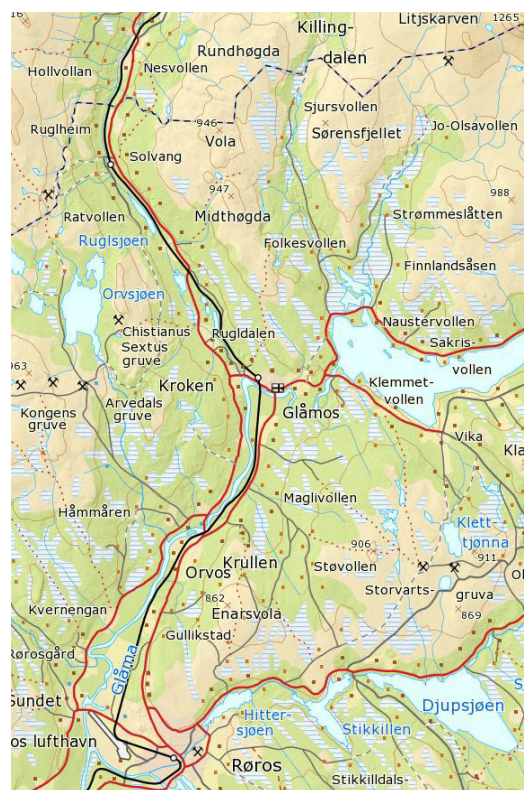 Litjskarven
1265
16
Killing-
dalen
Rundhøgda
Nesvollen
Hollvollan
Sjursvollen
946
Ruglheim
Vola
Sørensfjellet
Jo-Olsavollen
Solvang
947
988
Ratvollen
Midthøgda
Strømmeslåtten
Ruglsjøen
Folkesvollen
Finnlandsåsen
Orvsjøen
Chistianus
Sextus
gruve
Rugldalen
Naustervollen
Sakris-
vollen
963
Kroken
Klemmet-
vollen
Arvedals
gruve
Kongens
gruve
Glåmos
Vika
Kla
Maglivollen
Håmmåren
Klett-
tjønna
906
911
Krullen
Orvos
Støvollen
Storvarts-
gruva
862
869
Kvernengan
Enarsvola
Gullikstad
Rørosgård
Glåma
Sundet
Hitter-
sjøen
Djupsjøen
Stikkillen
os lufthavn
Røros
Stikkilldals-